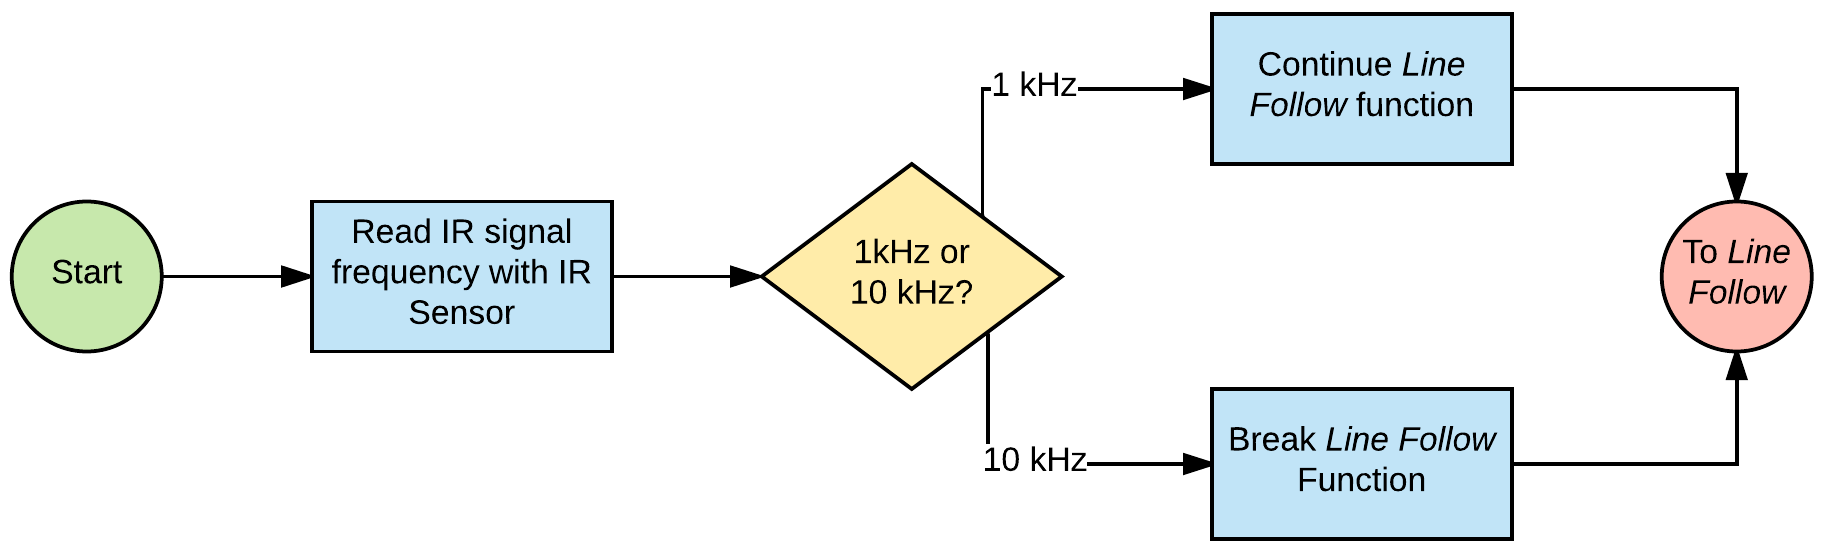 Start
Read IR signal
frequency with IR
Sensor
1kHz or
10 kHz?
1 kHz
Continue Line
Follow function
10 kHz
Break Line Follow
Function
To Line
Follow